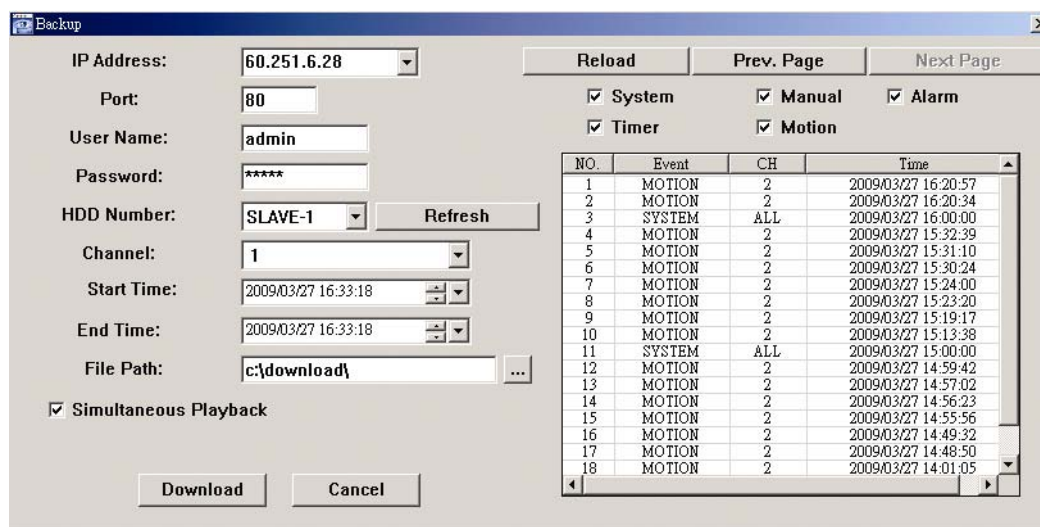 Backup
IP Address: 60.251.6.28
Port: 80
User Name: admin
Password: *****
HDD Number: SLAVE-1 Refresh
Channel: 1
Start Time: 2009/03/27 16:33:18
End Time: 2009/03/27 16:33:18
File Path: c:\download\ ...
Simultaneous Playback
Download Cancel
Reload Prev. Page Next Page
System Manual Alarm
Timer Motion
NO. Event CH Time
1 MOTION 2 2009/03/27 16:20:57
2 MOTION 2 2009/03/27 16:20:34
3 SYSTEM ALL 2009/03/27 16:00:00
4 MOTION 2 2009/03/27 15:32:39
5 MOTION 2 2009/03/27 15:31:10
6 MOTION 2 2009/03/27 15:30:24
7 MOTION 2 2009/03/27 15:24:00
8 MOTION 2 2009/03/27 15:23:20
9 MOTION 2 2009/03/27 15:19:17
10 MOTION 2 2009/03/27 15:13:38
11 SYSTEM ALL 2009/03/27 15:00:00
12 MOTION 2 2009/03/27 14:59:42
13 MOTION 2 2009/03/27 14:57:02
14 MOTION 2 2009/03/27 14:56:23
15 MOTION 2 2009/03/27 14:55:56
16 MOTION 2 2009/03/27 14:49:32
17 MOTION 2 2009/03/27 14:48:50
18 MOTION 2 2009/03/27 14:01:05